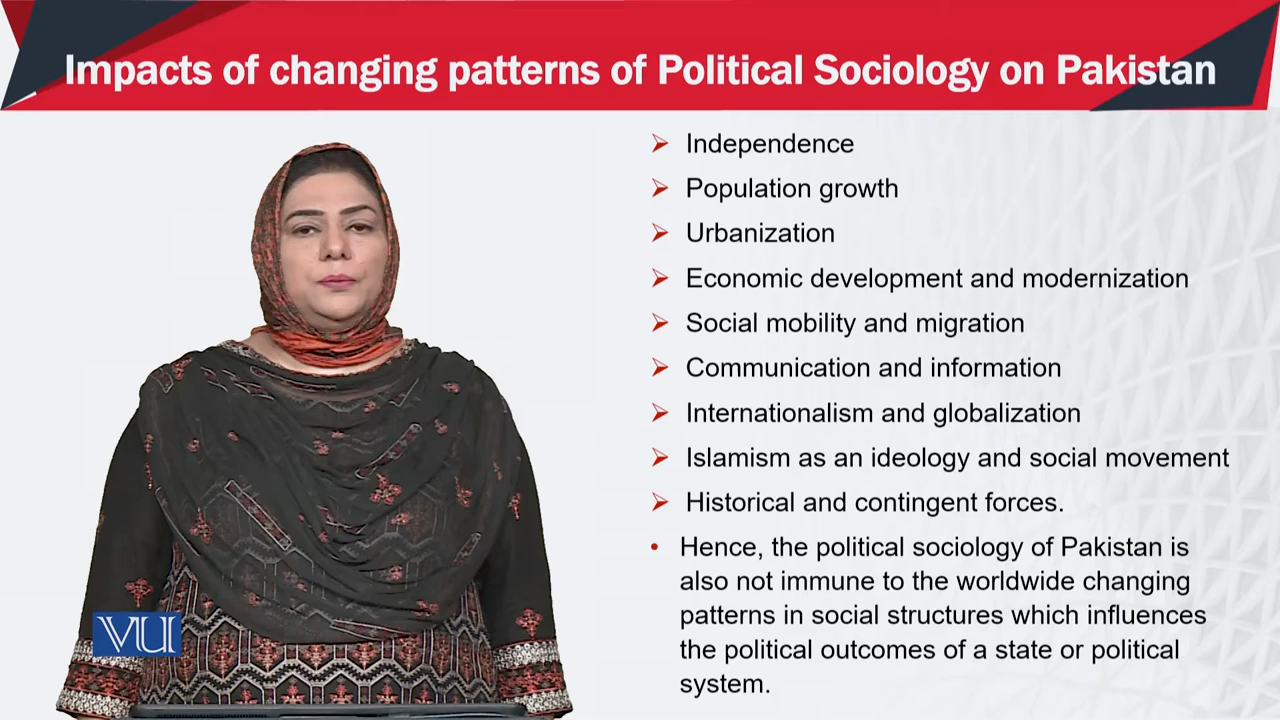 Impacts of changing patterns of Political Sociology on Pakistan
➢ Independence
➢ Population growth
➢ Urbanization
➢ Economic development and modernization
➢ Social mobility and migration
➢ Communication and information
➢ Internationalism and globalization
➢ Islamism as an ideology and social movement
➢ Historical and contingent forces.
• Hence, the political sociology of Pakistan is
also not immune to the worldwide changing
patterns in social structures which influences
the political outcomes of a state or political
system.
VU